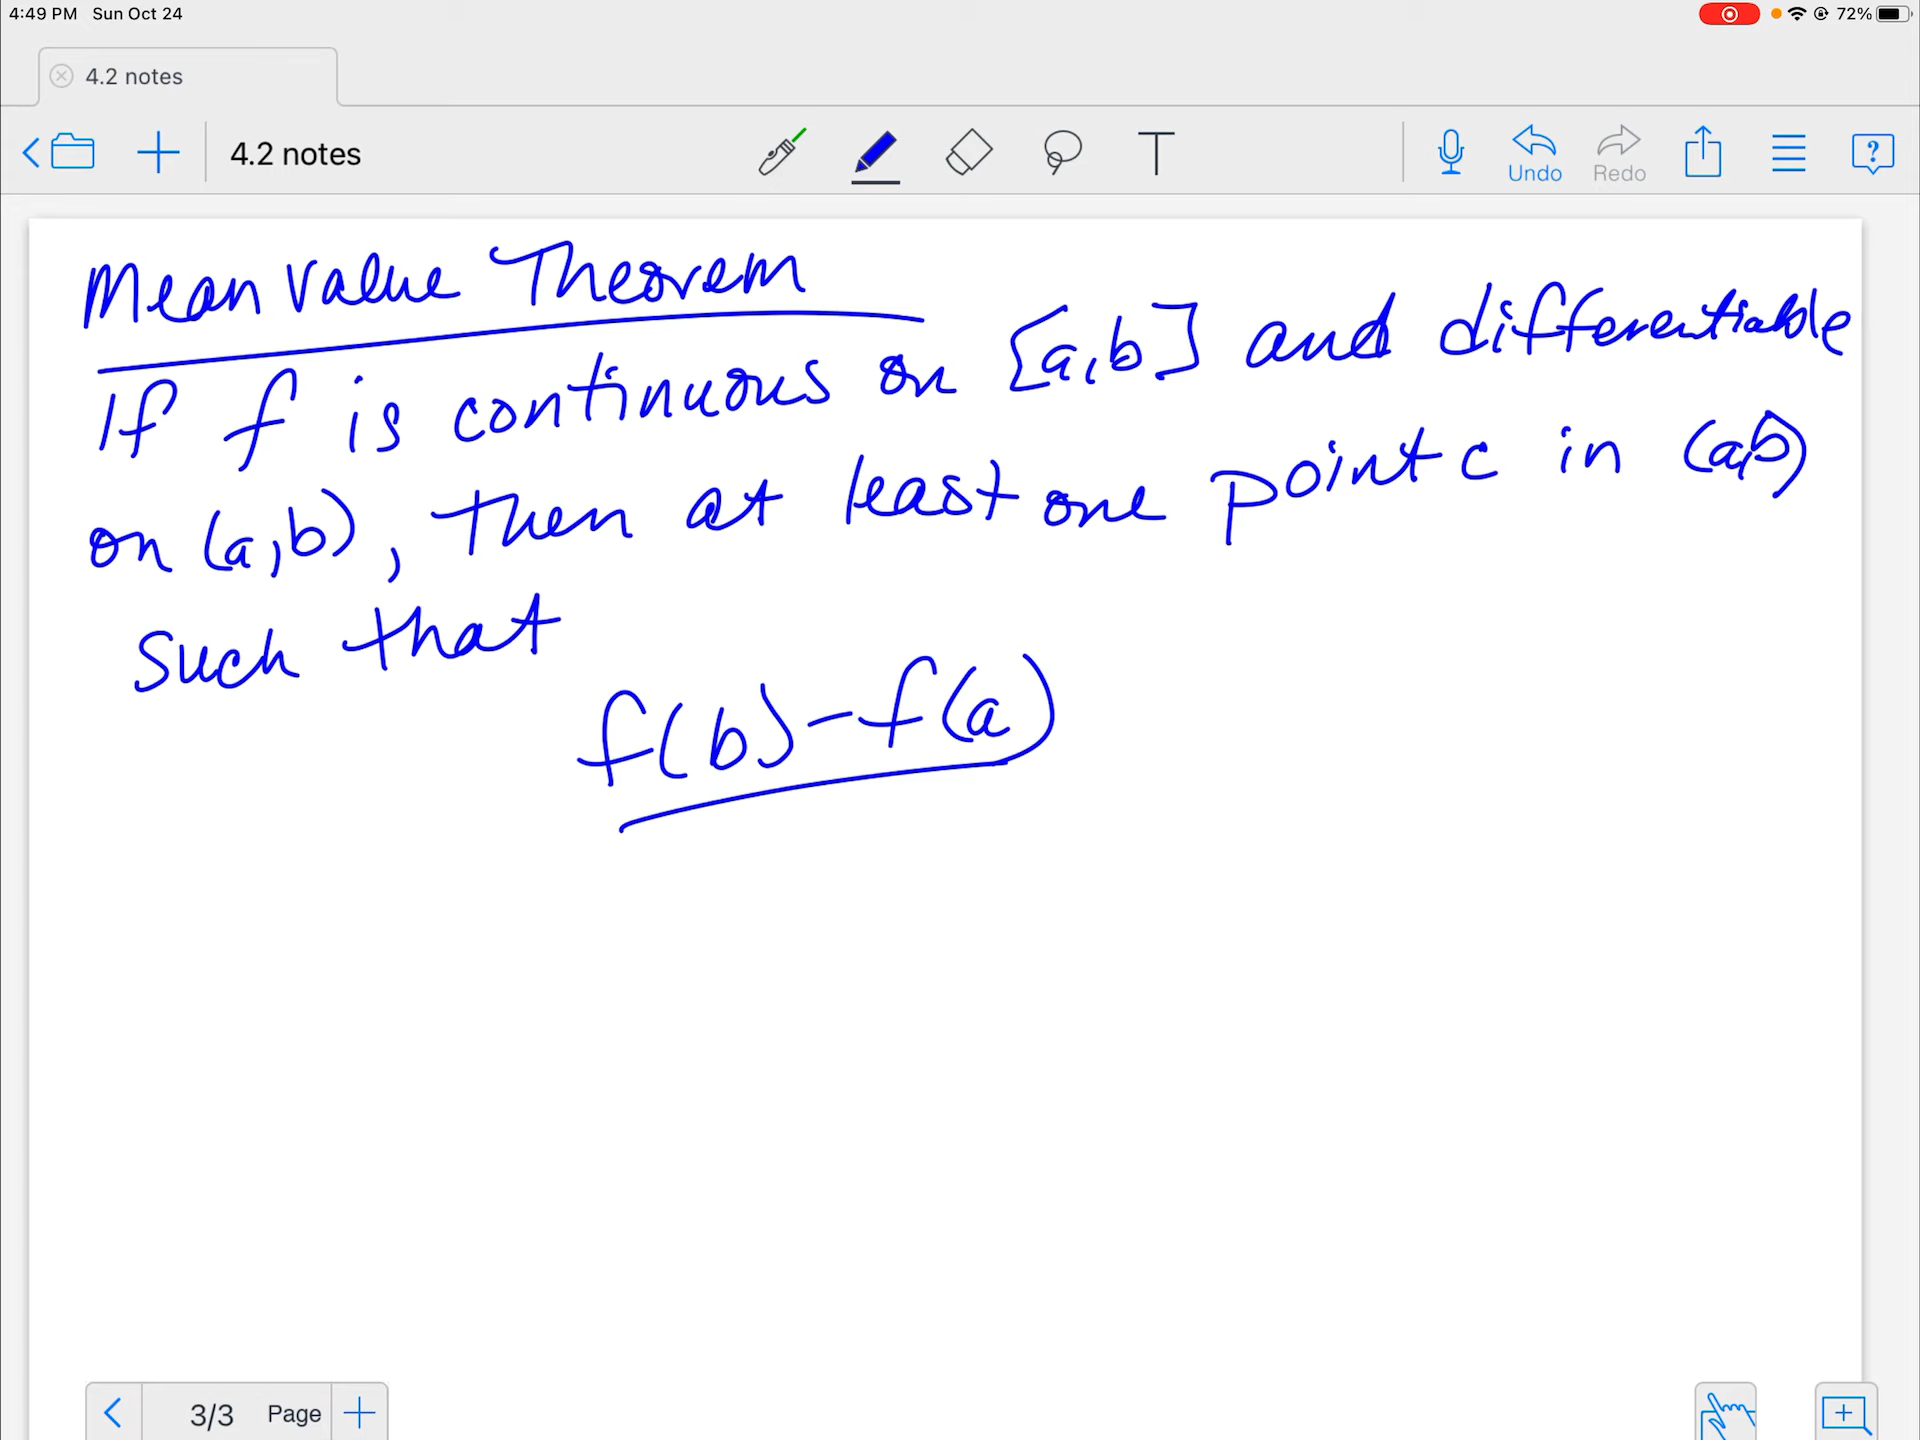 4:49 PM Sun Oct 24
72%
4.2 notes
4.2 notes
T
Undo
Redo
?
Mean Value Theorem
If f is continuous on [a,b] and differentiable
on (a,b), then at least one point c in (a,b)
such that
f(b)-f(a)
3/3 Page